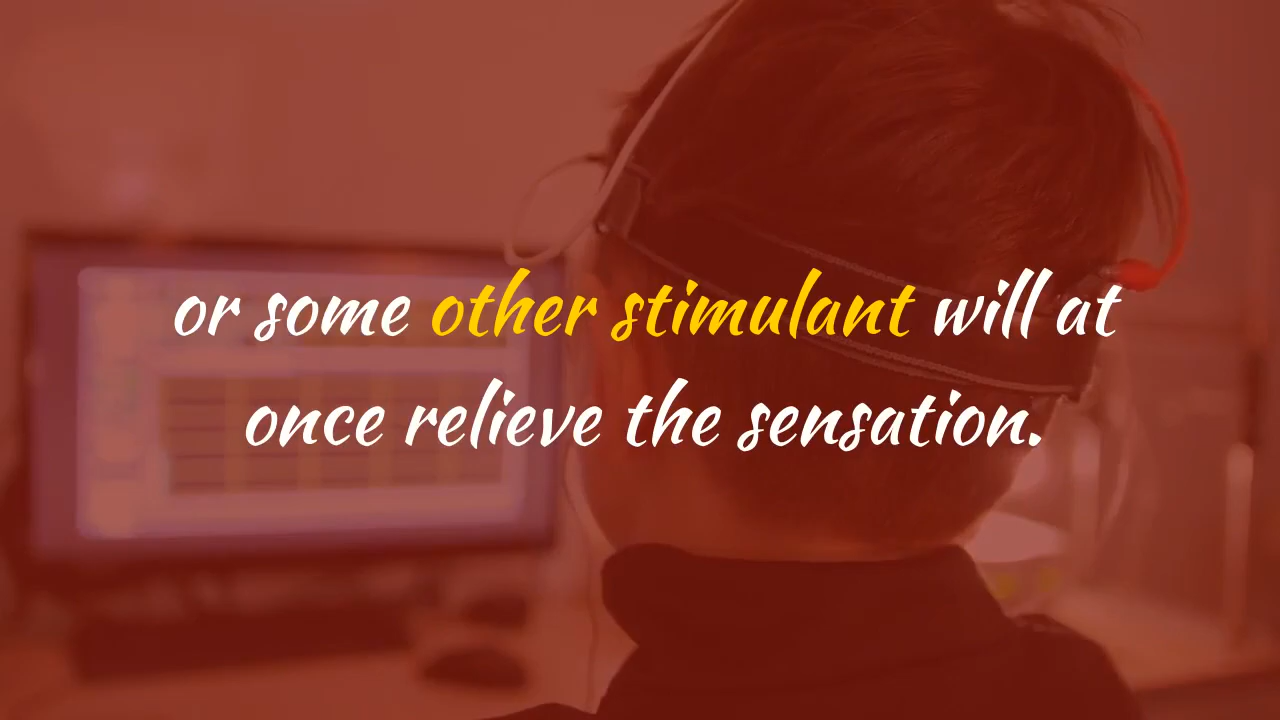 or some other stimulant will at
once relieve the sensation.